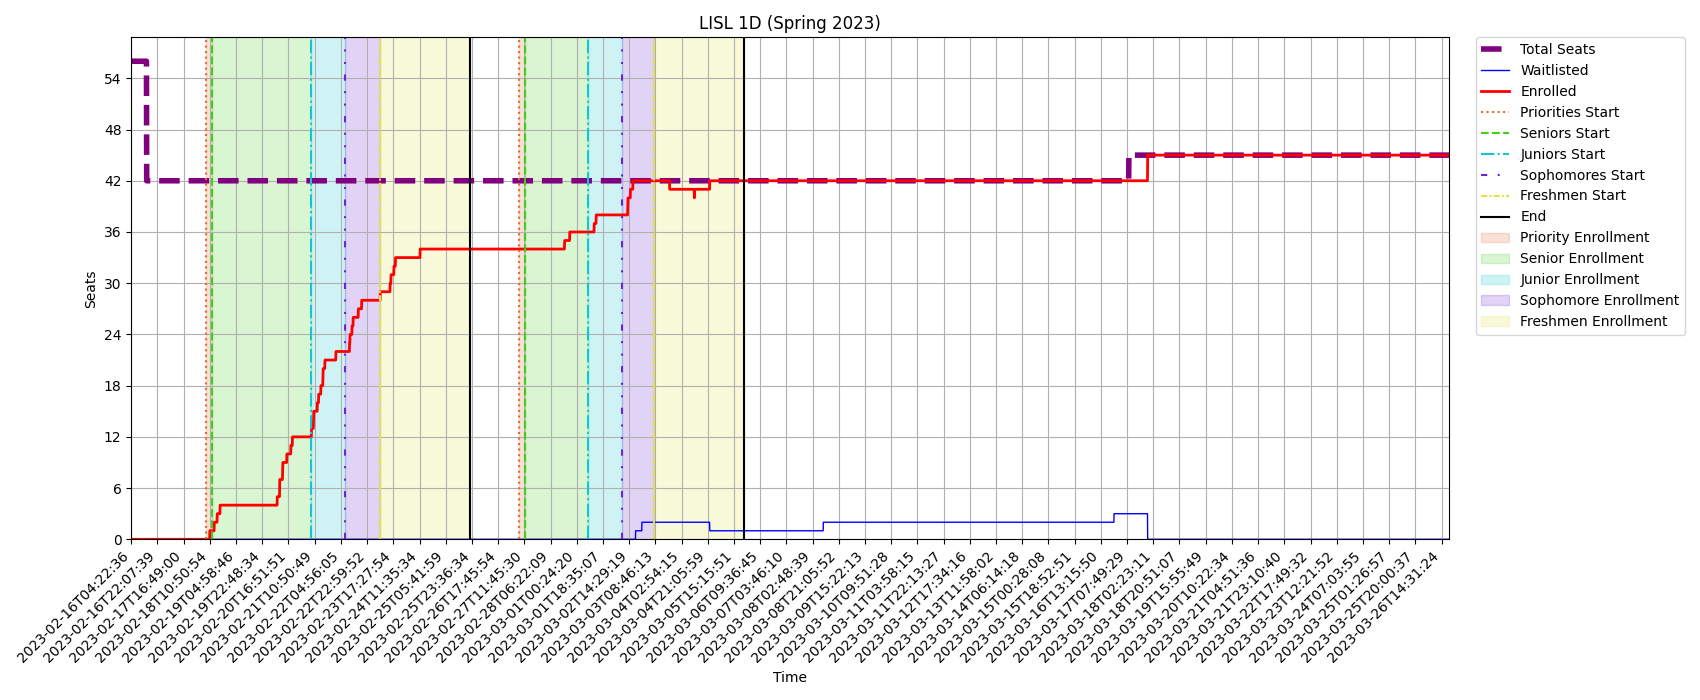 LISL 1D (Spring 2023)
Seats
54
48
42
36
30
24
18
12
6
0
2023-02-16T04:22:36
2023-02-16T22:07:39
2023-02-17T16:49:00
2023-02-18T10:50:54
2023-02-19T04:58:46
2023-02-19T22:48:34
2023-02-20T16:51:51
2023-02-21T10:50:49
2023-02-22T04:56:05
2023-02-22T22:59:52
2023-02-23T17:27:54
2023-02-24T11:35:34
2023-02-25T05:41:59
2023-02-25T23:36:34
2023-02-26T17:45:54
2023-02-27T11:45:30
2023-02-28T06:22:09
2023-03-01T00:24:20
2023-03-01T18:35:07
2023-03-02T14:29:19
2023-03-03T08:46:13
2023-03-04T02:54:15
2023-03-04T21:05:59
2023-03-05T15:15:51
2023-03-06T09:36:45
2023-03-07T03:46:10
2023-03-08T02:48:39
2023-03-08T21:05:52
2023-03-09T15:22:13
2023-03-10T09:51:28
2023-03-11T03:58:15
2023-03-11T22:13:27
2023-03-12T17:34:16
2023-03-13T11:58:02
2023-03-14T06:14:18
2023-03-15T00:28:08
2023-03-15T18:52:51
2023-03-16T13:15:50
2023-03-17T07:49:29
2023-03-18T02:23:11
2023-03-18T20:51:07
2023-03-19T15:55:49
2023-03-20T10:22:34
2023-03-21T04:51:36
2023-03-21T23:10:40
2023-03-22T17:49:32
2023-03-23T12:21:52
2023-03-24T07:03:55
2023-03-25T01:26:57
2023-03-25T20:00:37
2023-03-26T14:31:24
Time
Total Seats
Waitlisted
Enrolled
Priorities Start
Seniors Start
Juniors Start
Sophomores Start
Freshmen Start
End
Priority Enrollment
Senior Enrollment
Junior Enrollment
Sophomore Enrollment
Freshmen Enrollment